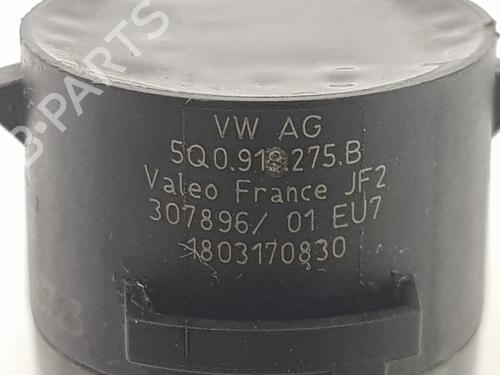 B-PARTS
VW AG
5Q0.919.275.B
Valeo France JF2
307896/ 01 EU7
1803170830